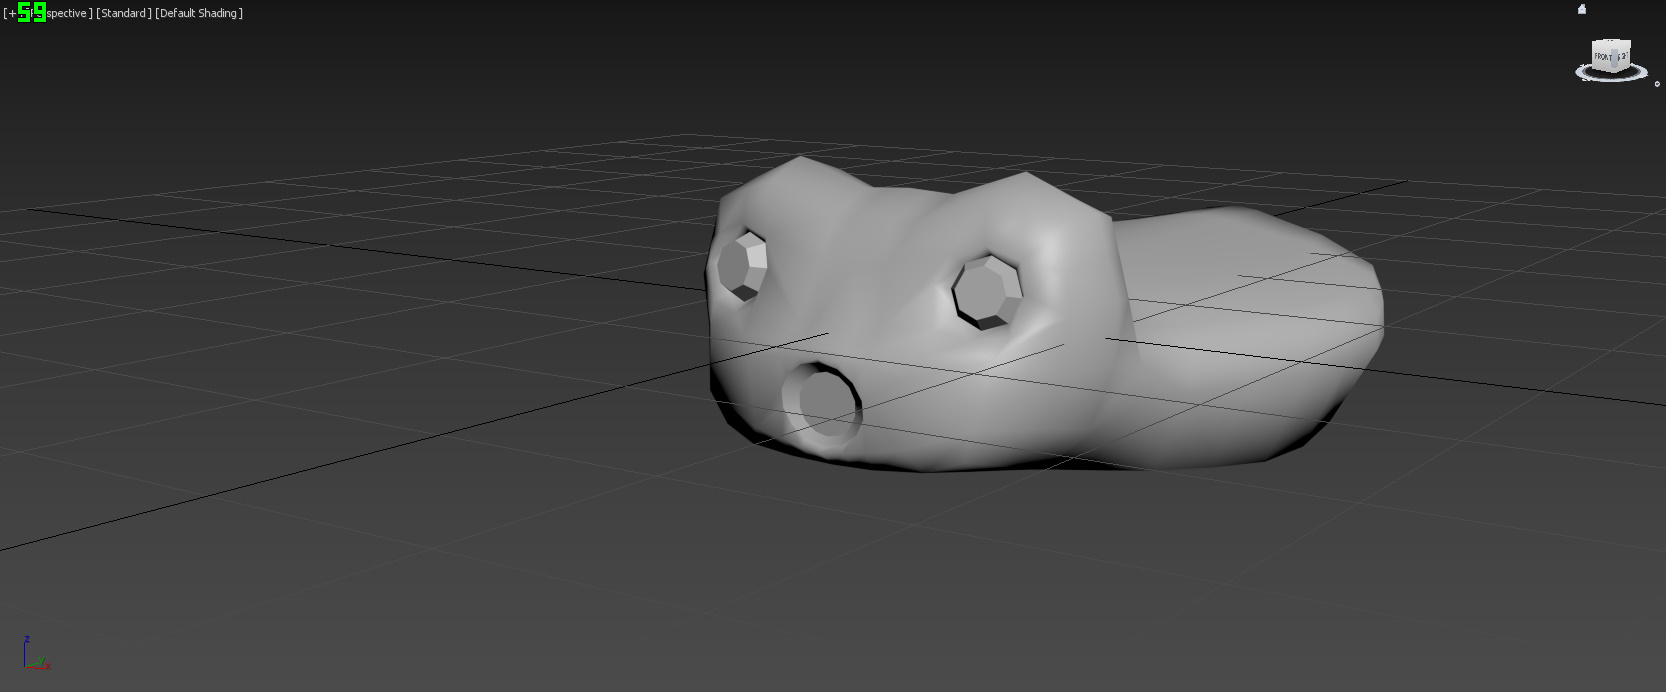 [+ 59 spective ] [Standard ] [Default Shading ]
FRONT
z
y x